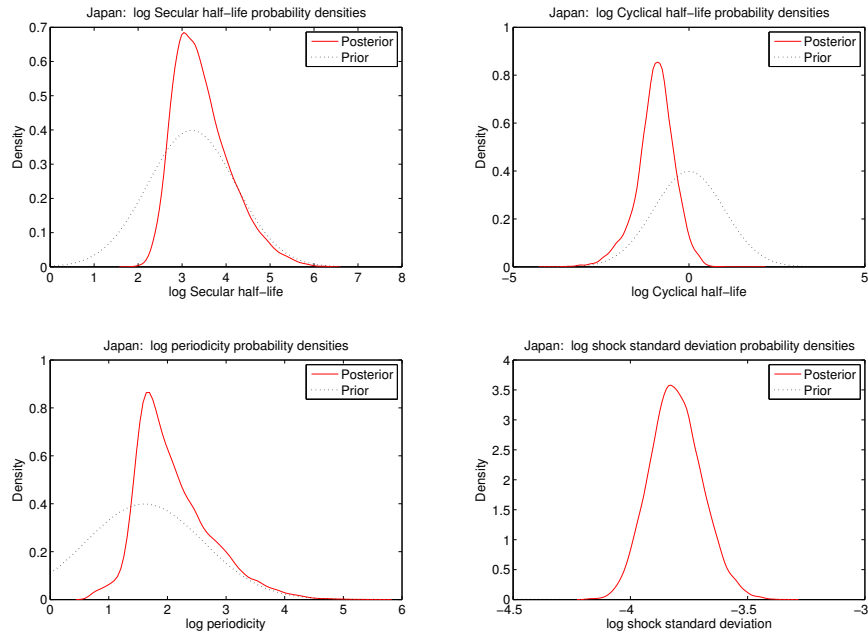 Japan: log Secular half−life probability densities
0.7
0.6
0.5
0.4
0.3
0.2
0.1
0
Density
Posterior
Prior
0 1 2 3 4 5 6 7 8
log Secular half−life
Japan: log Cyclical half−life probability densities
1
0.8
0.6
0.4
0.2
0
Density
Posterior
Prior
−5 0 5
log Cyclical half−life
Japan: log periodicity probability densities
1
0.8
0.6
0.4
0.2
0
Density
Posterior
Prior
0 1 2 3 4 5 6
log periodicity
Japan: log shock standard deviation probability densities
4
3.5
3
2.5
2
1.5
1
0.5
0
Density
Posterior
Prior
−4.5 −4 −3.5 −3
log shock standard deviation